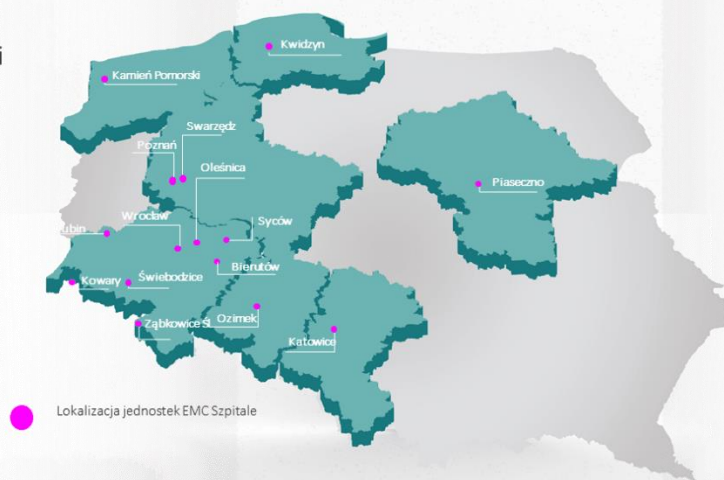 i
Kwidzyn
Kamień Pomorski
Swarzędz
Poznań
Oleśnica
Piaseczno
Wrocław
Syców
ubin
Bierutów
Świebodzice
Kowary
Ozimek
Ząbkowice Śl.
Katowice
Lokalizacja jednostek EMC Szpitale